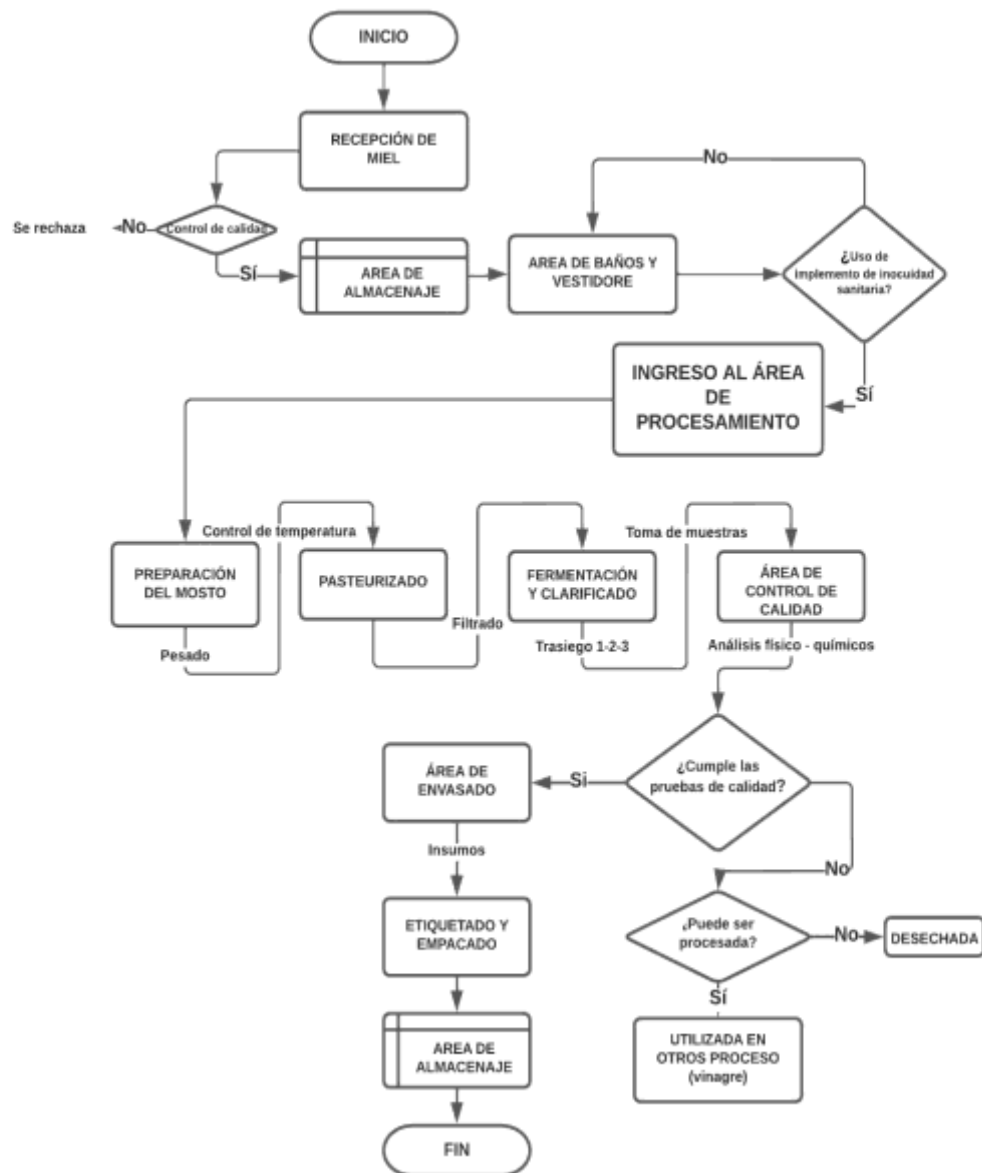 INICIO
RECEPCIÓN DE
MIEL
No
Se rechaza
No
Control de calidad
Sí
AREA DE
ALMACENAJE
AREA DE BAÑOS Y
VESTIDORE
¿Uso de
implemento de inocuidad
sanitaria?
Sí
INGRESO AL ÁREA
DE
PROCESAMIENTO
Control de temperatura
Toma de muestras
PREPARACIÓN
DEL MOSTO
PASTEURIZADO
FERMENTACIÓN
Y CLARIFICADO
ÁREA DE
CONTROL DE
CALIDAD
Pesado
Filtrado
Trasiego 1-2-3
Análisis físico - químicos
¿Cumple las
pruebas de calidad?
Si
ÁREA DE
ENVASADO
Insumos
No
¿Puede ser
procesada?
No
DESECHADA
ETIQUETADO Y
EMPACADO
Sí
AREA DE
ALMACENAJE
UTILIZADA EN
OTROS PROCESO
(vinagre)
FIN